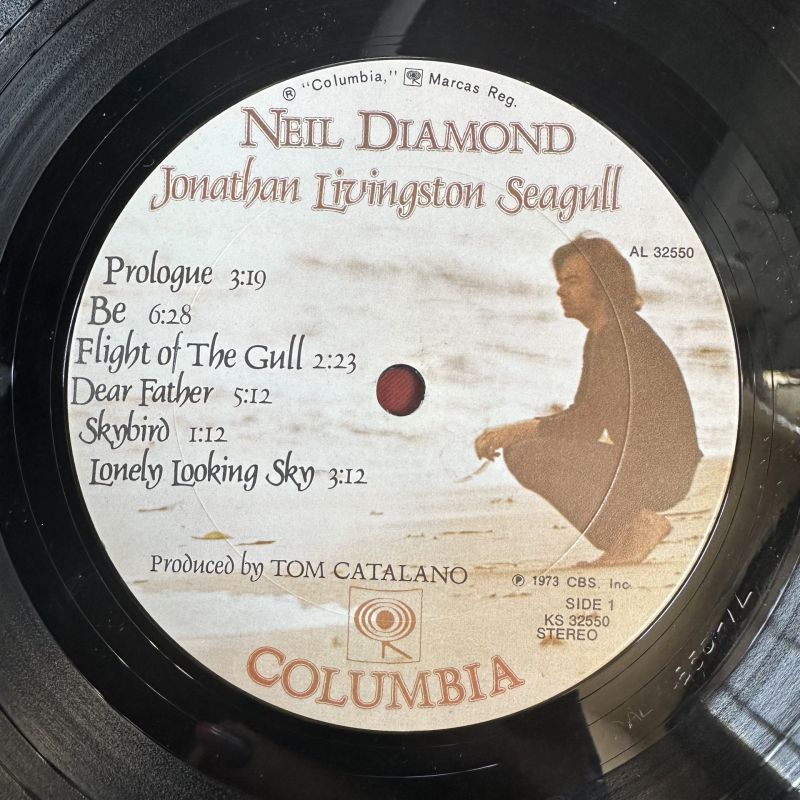 ® "Columbia," Marcas Reg.
NEIL DIAMOND
Jonathan Livingston Seagull
AL 32550
Prologue 3:19
Be 6:28
Flight of The Gull 2:23
Dear Father 5:12
Skybird 1:12
Lonely Looking Sky 3:12
Produced by TOM CATALANO
℗ 1973 CBS. Inc.
SIDE 1
KS 32550
STEREO
COLUMBIA
AL